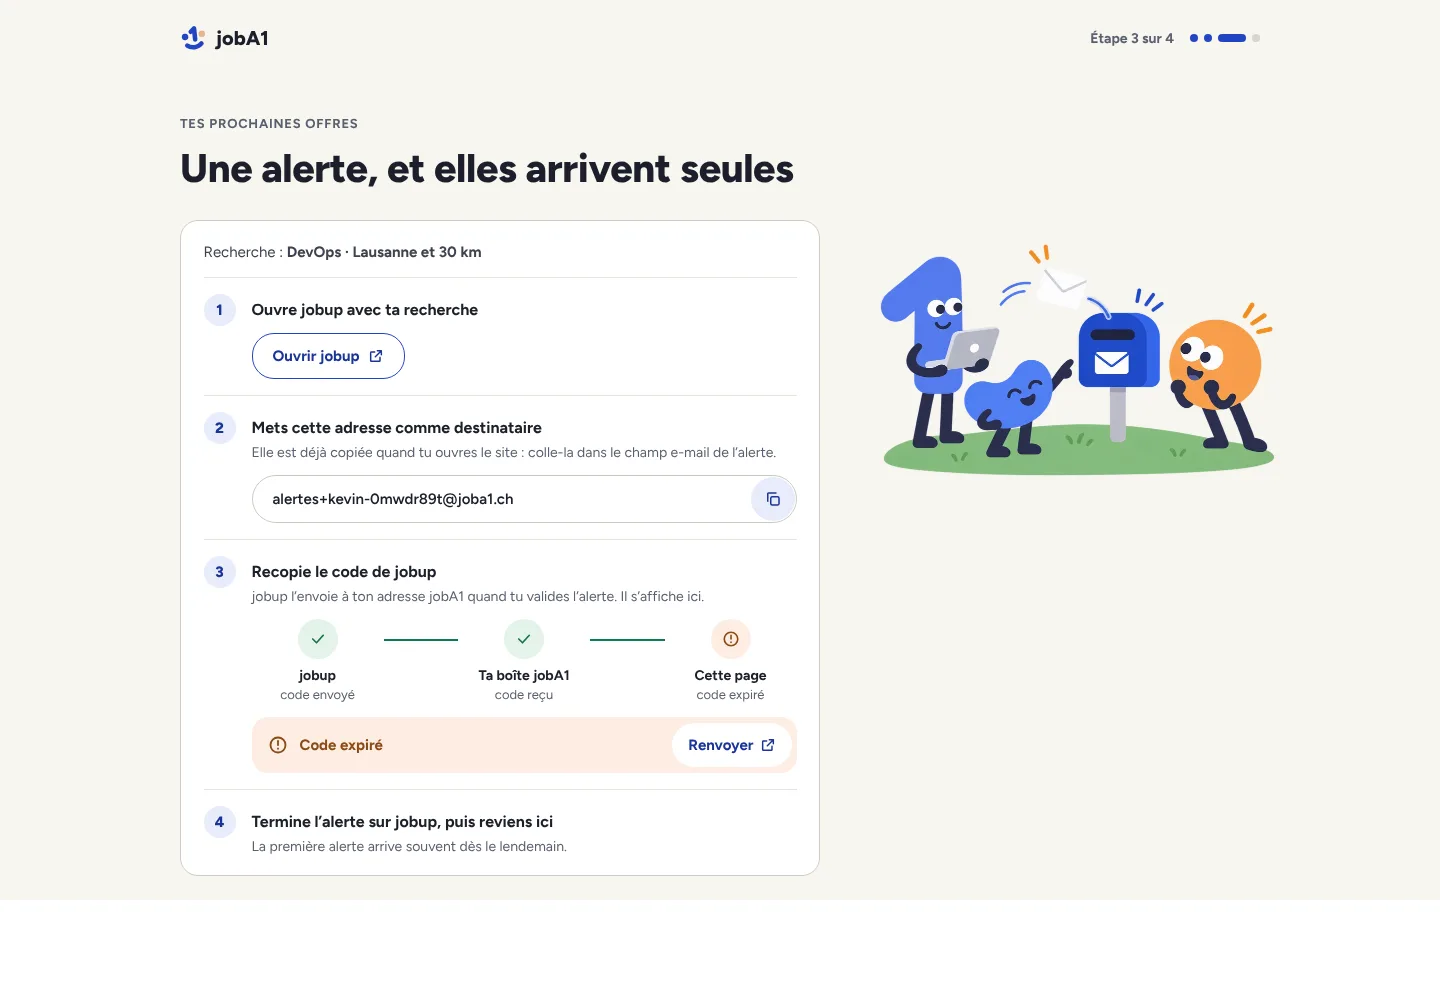 jobA1
Étape 3 sur 4
TES PROCHAINES OFFRES
Une alerte, et elles arrivent seules
Recherche : DevOps · Lausanne et 30 km
1
Ouvre jobup avec ta recherche
Ouvrir jobup
2
Mets cette adresse comme destinataire
Elle est déjà copiée quand tu ouvres le site : colle-la dans le champ e-mail de l’alerte.
alertes+kevin-0mwdr89t@joba1.ch
3
Recopie le code de jobup
jobup l’envoie à ton adresse jobA1 quand tu valides l’alerte. Il s’affiche ici.
jobup
code envoyé
Ta boîte jobA1
code reçu
Cette page
code expiré
Code expiré
Renvoyer
4
Termine l’alerte sur jobup, puis reviens ici
La première alerte arrive souvent dès le lendemain.